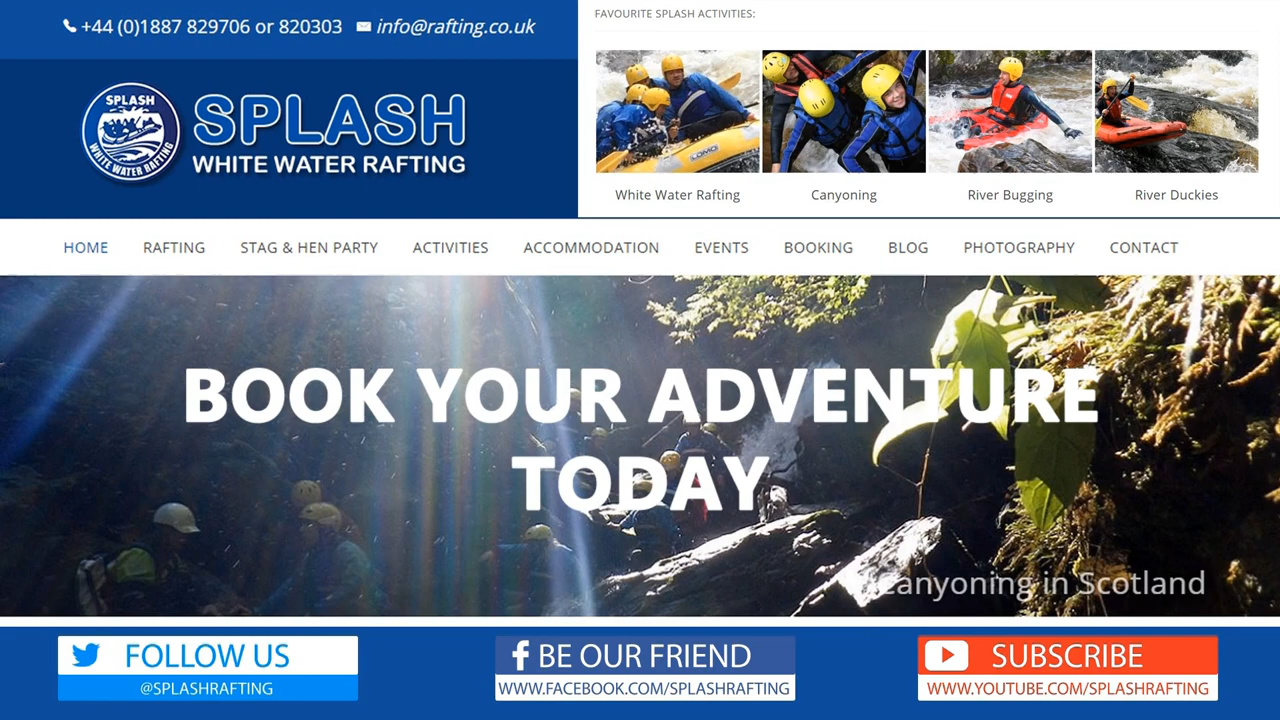 +44 (0)1887 829706 or 820303 info@rafting.co.uk
FAVOURITE SPLASH ACTIVITIES:
SPLASH
WHITE WATER RAFTING
SPLASH
WHITE WATER RAFTING
LOMO
White Water Rafting Canyoning River Bugging River Duckies
HOME RAFTING STAG & HEN PARTY ACTIVITIES ACCOMMODATION EVENTS BOOKING BLOG PHOTOGRAPHY CONTACT
BOOK YOUR ADVENTURE
TODAY
Canyoning in Scotland
FOLLOW US
@SPLASHRAFTING
BE OUR FRIEND
WWW.FACEBOOK.COM/SPLASHRAFTING
SUBSCRIBE
WWW.YOUTUBE.COM/SPLASHRAFTING